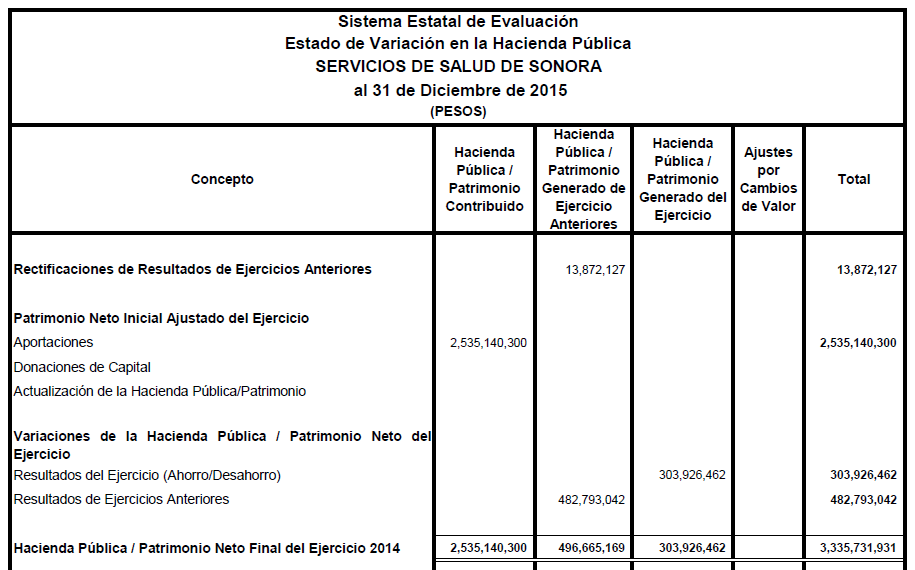 Sistema Estatal de Evaluación
Estado de Variación en la Hacienda Pública
SERVICIOS DE SALUD DE SONORA
al 31 de Diciembre de 2015
(PESOS)
Concepto
Hacienda
Pública /
Patrimonio
Contribuido
Hacienda
Pública /
Patrimonio
Generado de
Ejercicio
Anteriores
Hacienda
Pública /
Patrimonio
Generado del
Ejercicio
Ajustes
por
Cambios
de Valor
Total
Rectificaciones de Resultados de Ejercicios Anteriores 13,872,127 13,872,127
Patrimonio Neto Inicial Ajustado del Ejercicio
Aportaciones 2,535,140,300 2,535,140,300
Donaciones de Capital
Actualización de la Hacienda Pública/Patrimonio
Variaciones de la Hacienda Pública / Patrimonio Neto del
Ejercicio
Resultados del Ejercicio (Ahorro/Desahorro) 303,926,462 303,926,462
Resultados de Ejercicios Anteriores 482,793,042 482,793,042
Hacienda Pública / Patrimonio Neto Final del Ejercicio 2014 2,535,140,300 496,665,169 303,926,462 3,335,731,931